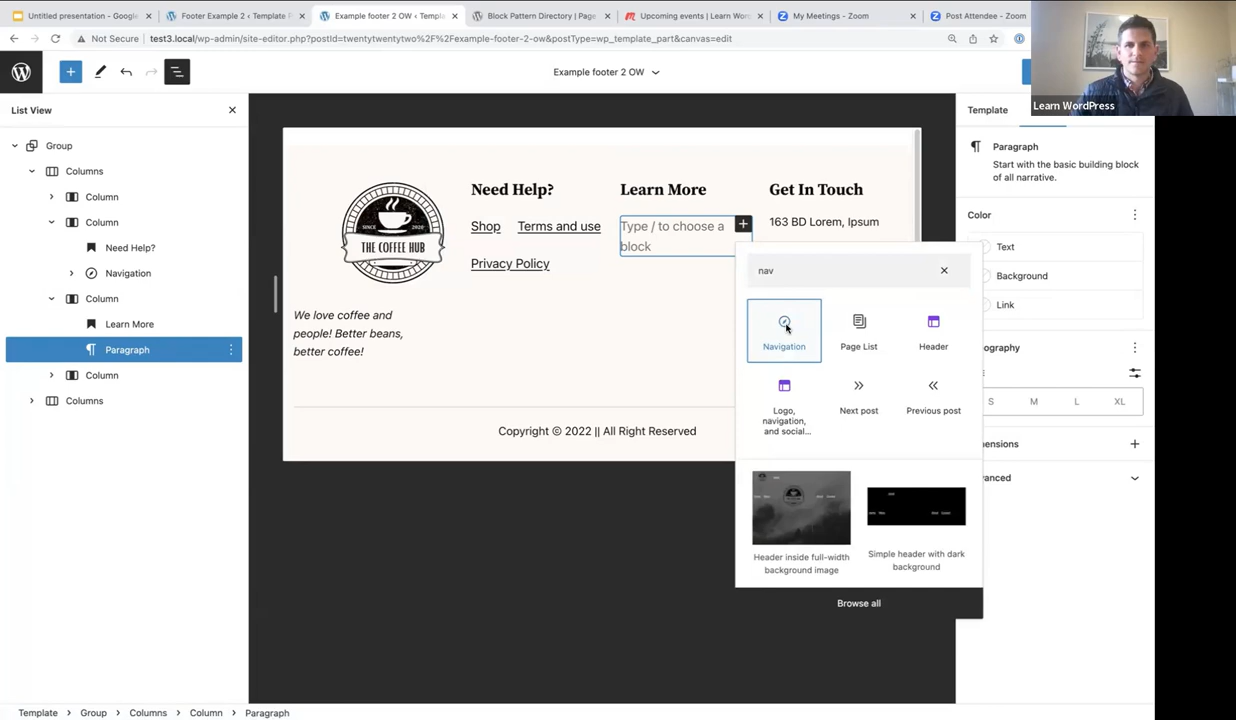 Untitled presentation - Google
Footer Example 2 ‹ Template P
Example footer 2 OW ‹ Templa
Block Pattern Directory | Page
Upcoming events | Learn Wor
My Meetings - Zoom
Post Attendee - Zoom
Not Secure
test3.local/wp-admin/site-editor.php?postId=twentytwentytwo%2F%2Fexample-footer-2-ow&postType=wp_template_part&canvas=edit
Example footer 2 OW
Learn WordPress
List View
Group
Columns
Column
Column
Need Help?
Navigation
Column
Learn More
Paragraph
Column
Columns
SINCE
2020
THE COFFEE HUB
We love coffee and
people! Better beans,
better coffee!
Need Help?
Shop
Terms and use
Privacy Policy
Learn More
Type / to choose a
block
Get In Touch
163 BD Lorem, Ipsum
Copyright © 2022 || All Right Reserved
nav
Navigation
Page List
Header
Logo,
navigation,
and social...
Next post
Previous post
Header inside full-width
background image
Simple header with dark
background
Browse all
Template
Paragraph
Start with the basic building block
of all narrative.
Color
Text
Background
Link
ography
S
M
L
XL
ensions
anced
Template
Group
Columns
Column
Paragraph